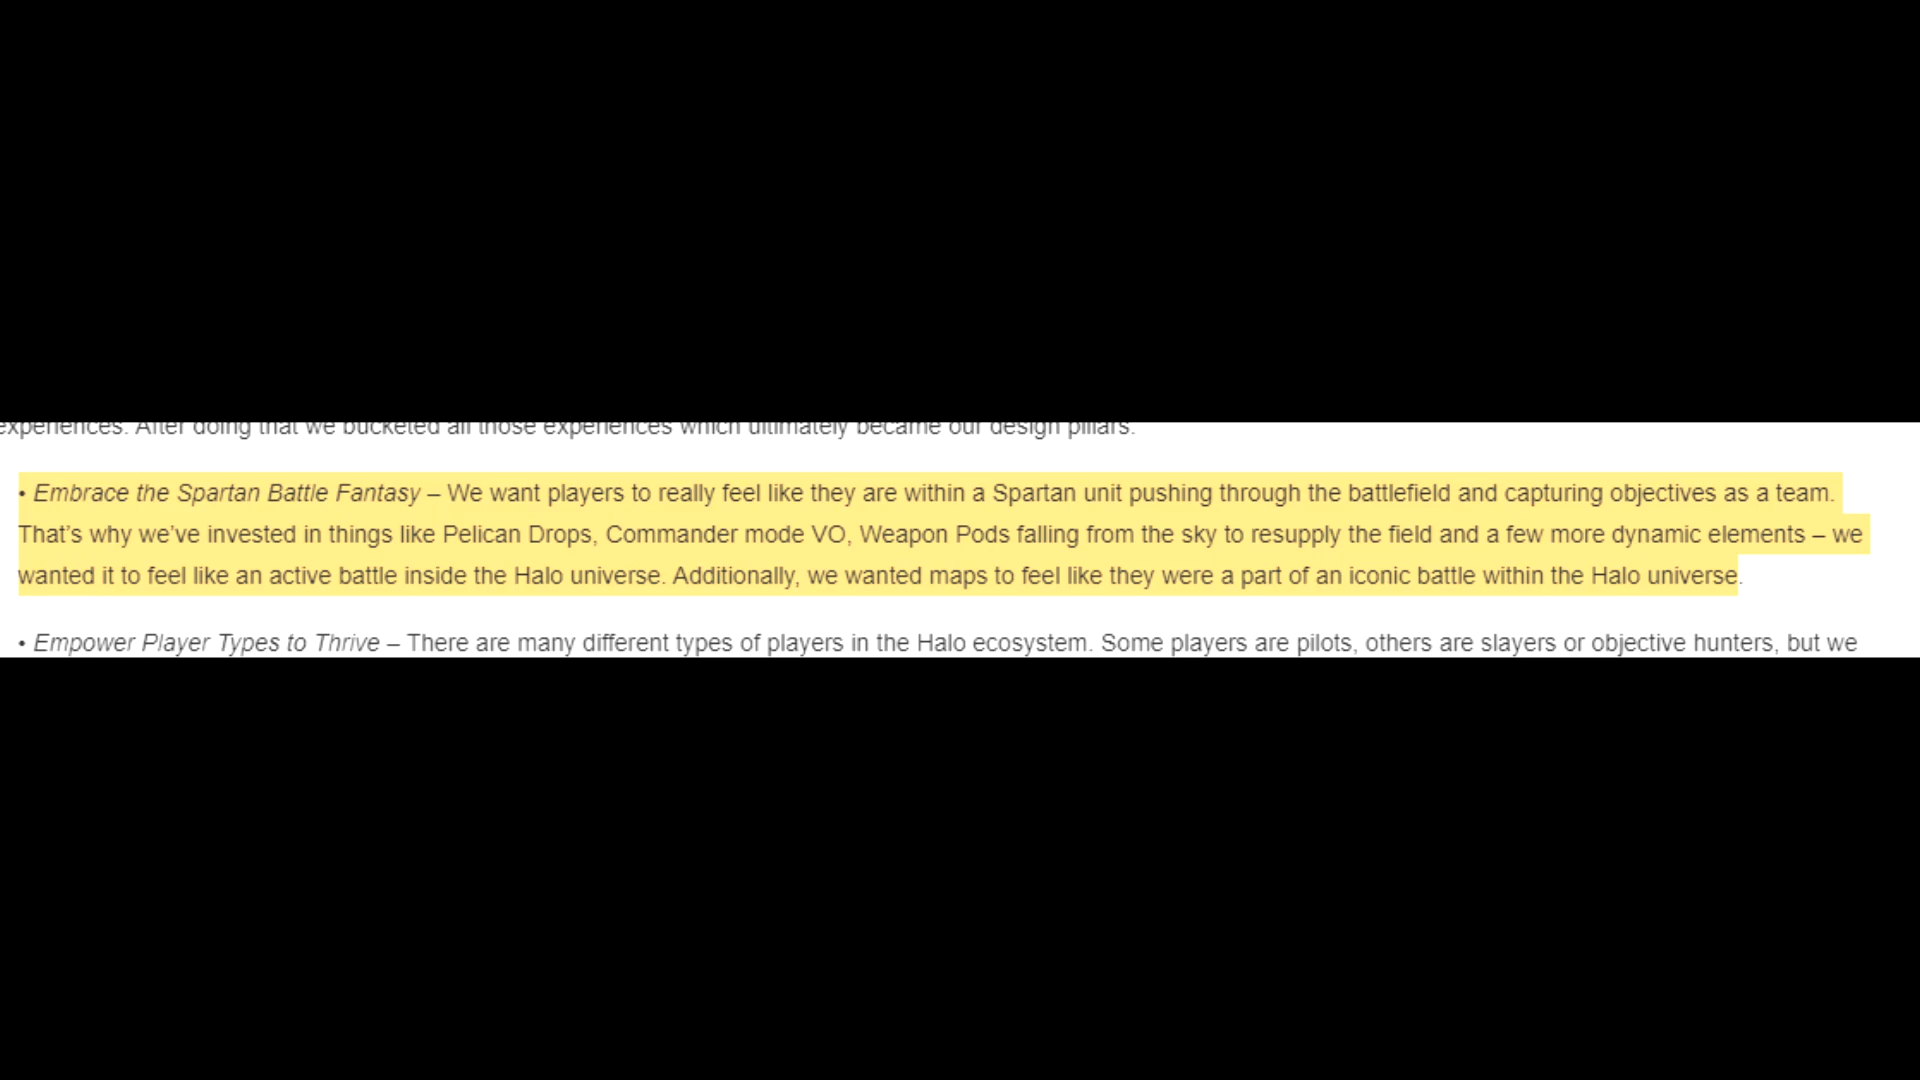 experiences. After doing that we bucketed all those experiences which ultimately became our design pillars.
• Embrace the Spartan Battle Fantasy – We want players to really feel like they are within a Spartan unit pushing through the battlefield and capturing objectives as a team.
That’s why we’ve invested in things like Pelican Drops, Commander mode VO, Weapon Pods falling from the sky to resupply the field and a few more dynamic elements – we
wanted it to feel like an active battle inside the Halo universe. Additionally, we wanted maps to feel like they were a part of an iconic battle within the Halo universe.
• Empower Player Types to Thrive – There are many different types of players in the Halo ecosystem. Some players are pilots, others are slayers or objective hunters, but we